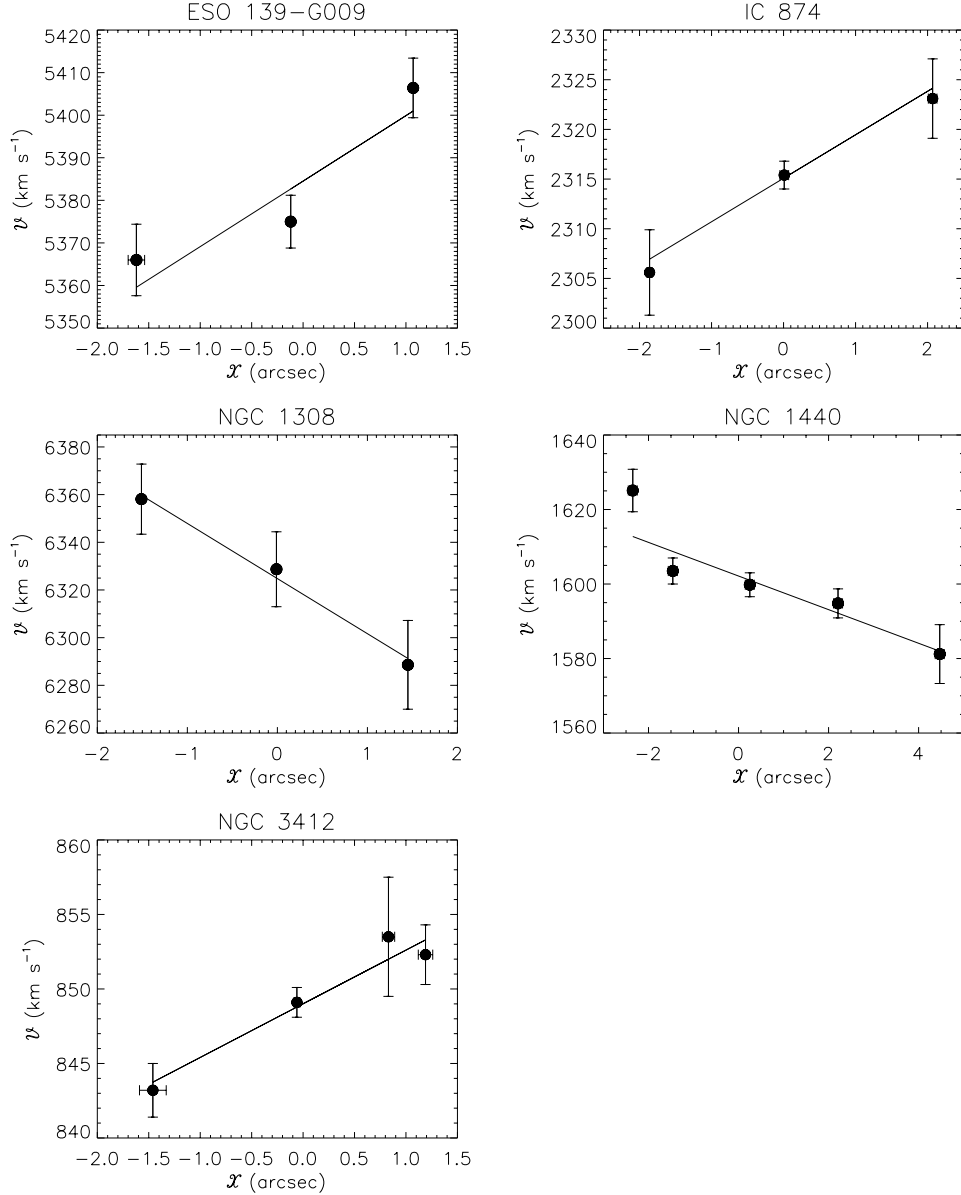 ESO 139-G009
5420
5410
5400
5390
5380
5370
5360
5350
𝓋 (km s⁻¹)
-2.0 -1.5 -1.0 -0.5 0.0 0.5 1.0 1.5
x (arcsec)
IC 874
2330
2325
2320
2315
2310
2305
2300
𝓋 (km s⁻¹)
-2 -1 0 1 2
x (arcsec)
NGC 1308
6380
6360
6340
6320
6300
6280
6260
𝓋 (km s⁻¹)
-2 -1 0 1 2
x (arcsec)
NGC 1440
1640
1620
1600
1580
1560
𝓋 (km s⁻¹)
-2 0 2 4
x (arcsec)
NGC 3412
860
855
850
845
840
𝓋 (km s⁻¹)
-2.0 -1.5 -1.0 -0.5 0.0 0.5 1.0 1.5
x (arcsec)